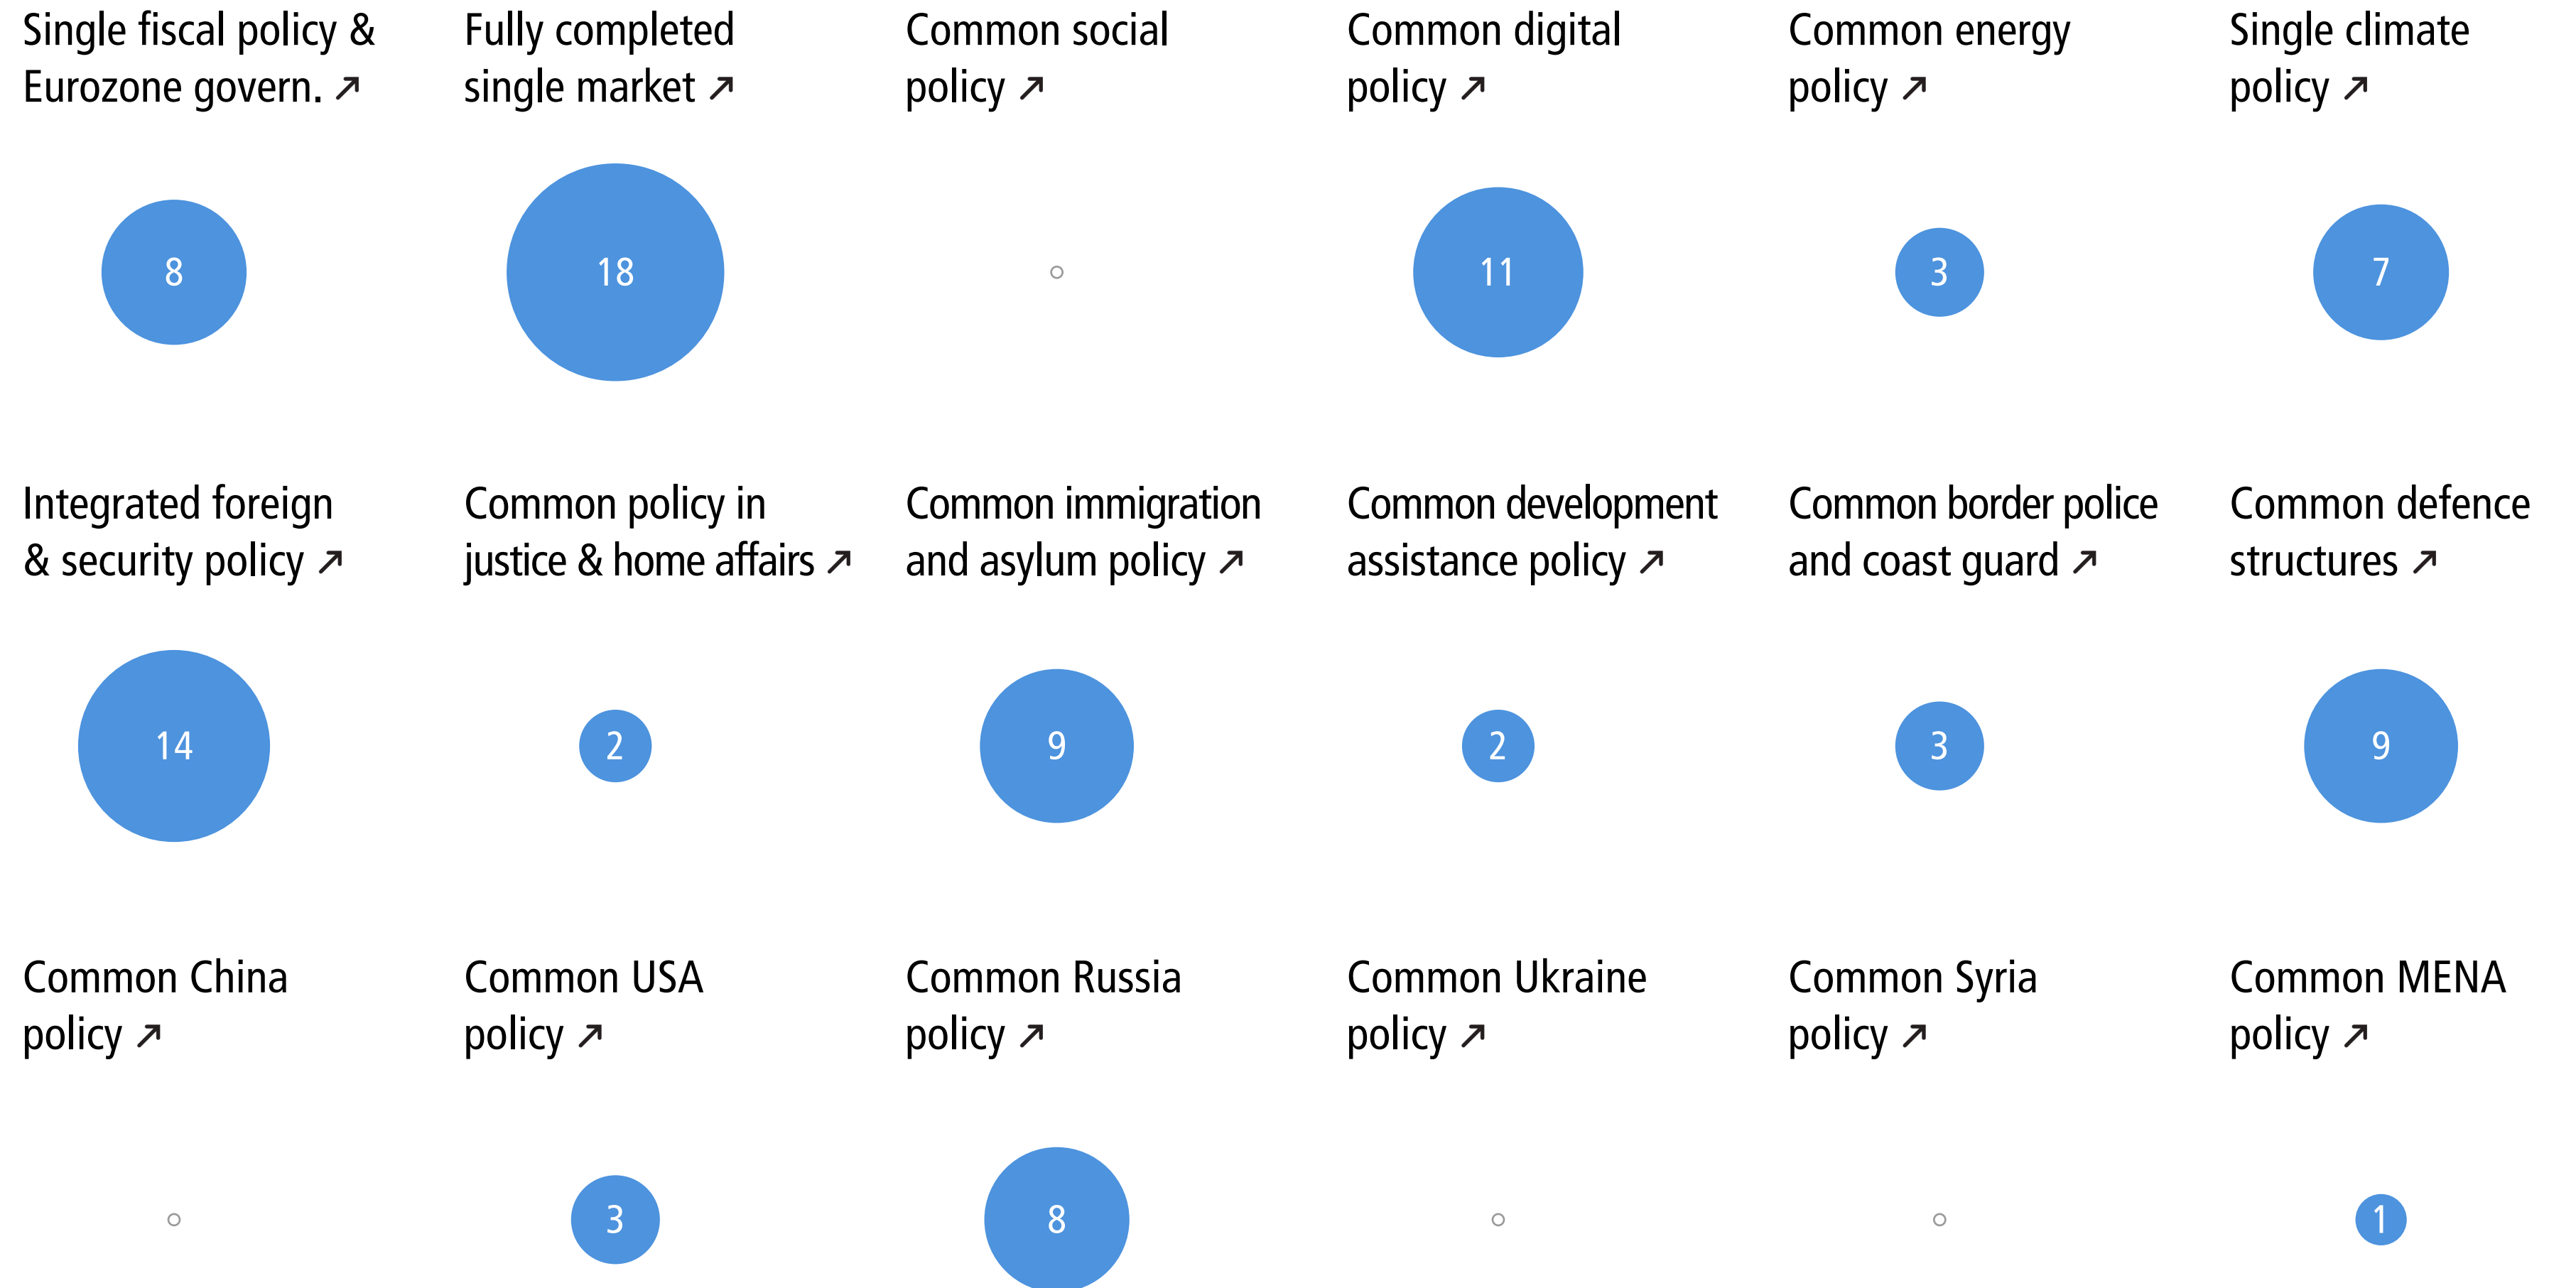 Single fiscal policy &
Eurozone govern. ↗
Fully completed
single market ↗
Common social
policy ↗
Common digital
policy ↗
Common energy
policy ↗
Single climate
policy ↗
8
18
11
3
7
Integrated foreign
& security policy ↗
Common policy in
justice & home affairs ↗
Common immigration
and asylum policy ↗
Common development
assistance policy ↗
Common border police
and coast guard ↗
Common defence
structures ↗
14
2
9
2
3
9
Common China
policy ↗
Common USA
policy ↗
Common Russia
policy ↗
Common Ukraine
policy ↗
Common Syria
policy ↗
Common MENA
policy ↗
3
8
1